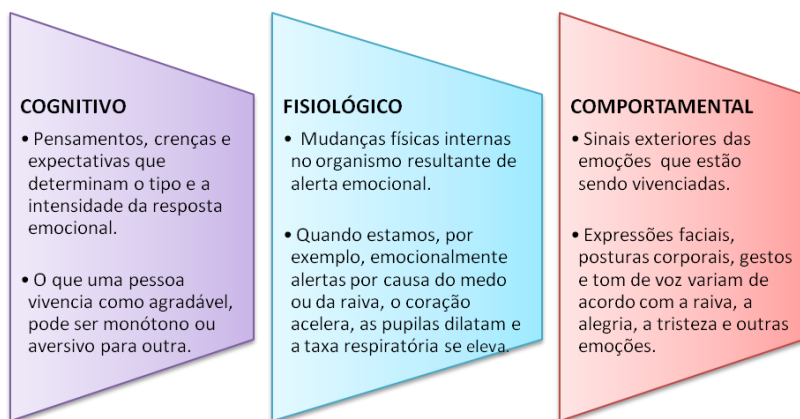 COGNITIVO
• Pensamentos, crenças e
expectativas que
determinam o tipo e a
intensidade da resposta
emocional.
• O que uma pessoa
vivencia como agradável,
pode ser monótono ou
aversivo para outra.
FISIOLÓGICO
• Mudanças físicas internas
no organismo resultante de
alerta emocional.
• Quando estamos, por
exemplo, emocionalmente
alertas por causa do medo
ou da raiva, o coração
acelera, as pupilas dilatam e
a taxa respiratória se eleva.
COMPORTAMENTAL
• Sinais exteriores das
emoções que estão
sendo vivenciadas.
• Expressões faciais,
posturas corporais, gestos
e tom de voz variam de
acordo com a raiva, a
alegria, a tristeza e outras
emoções.